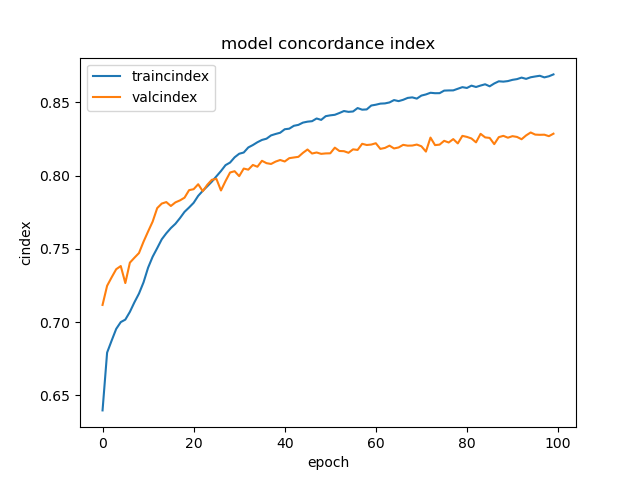 model concordance index
traincindex
valcindex
0.85
0.80
0.75
0.70
0.65
cindex
0 20 40 60 80 100
epoch